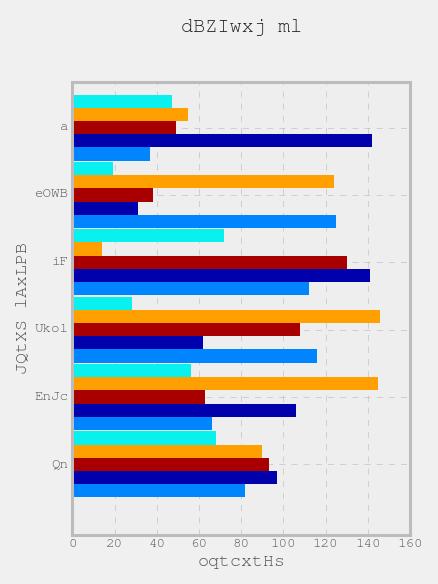 dBZIwxj ml
a
eOWB
iF
Ukol
EnJc
Qn
JQtXS lAxLPB
0 20 40 60 80 100 120 140 160
oqtcxtHs